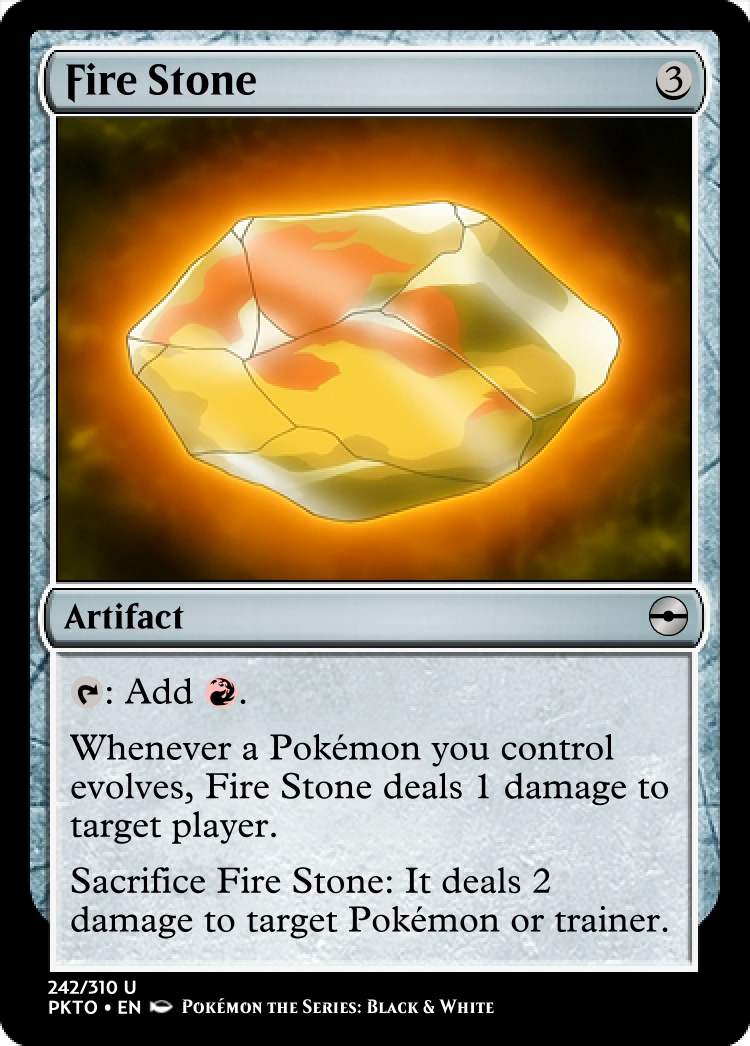 Fire Stone 3
Artifact
: Add .
Whenever a Pokémon you control
evolves, Fire Stone deals 1 damage to
target player.
Sacrifice Fire Stone: It deals 2
damage to target Pokémon or trainer.
242/310 U
PKTO • EN Pokémon the Series: Black & White